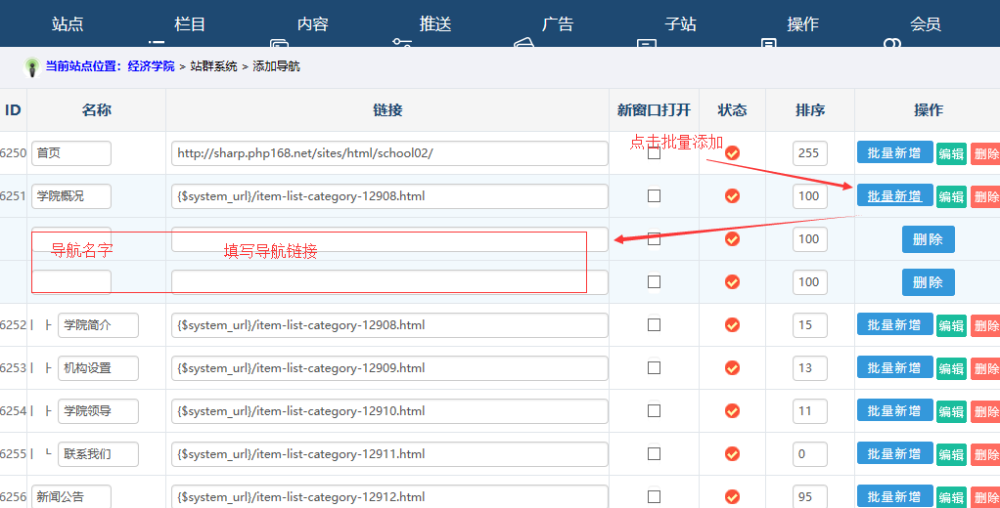 站点 栏目 内容 推送 广告 子站 操作 会员
当前站点位置：经济学院 > 站群系统 > 添加导航
ID 名称 链接 新窗口打开 状态 排序 操作
点击批量添加
6250 首页 http://sharp.php168.net/sites/html/school02/ 255 批量新增 编辑 删除
6251 学院概况 {$system_url}/item-list-category-12908.html 100 批量新增 编辑 删除
导航名字 填写导航链接 100 删除
100 删除
6252 | ├ 学院简介 {$system_url}/item-list-category-12908.html 15 批量新增 编辑 删除
6253 | ├ 机构设置 {$system_url}/item-list-category-12909.html 13 批量新增 编辑 删除
6254 | ├ 学院领导 {$system_url}/item-list-category-12910.html 11 批量新增 编辑 删除
6255 | └ 联系我们 {$system_url}/item-list-category-12911.html 0 批量新增 编辑 删除
6256 新闻公告 {$system_url}/item-list-category-12912.html 95 批量新增 编辑 删除